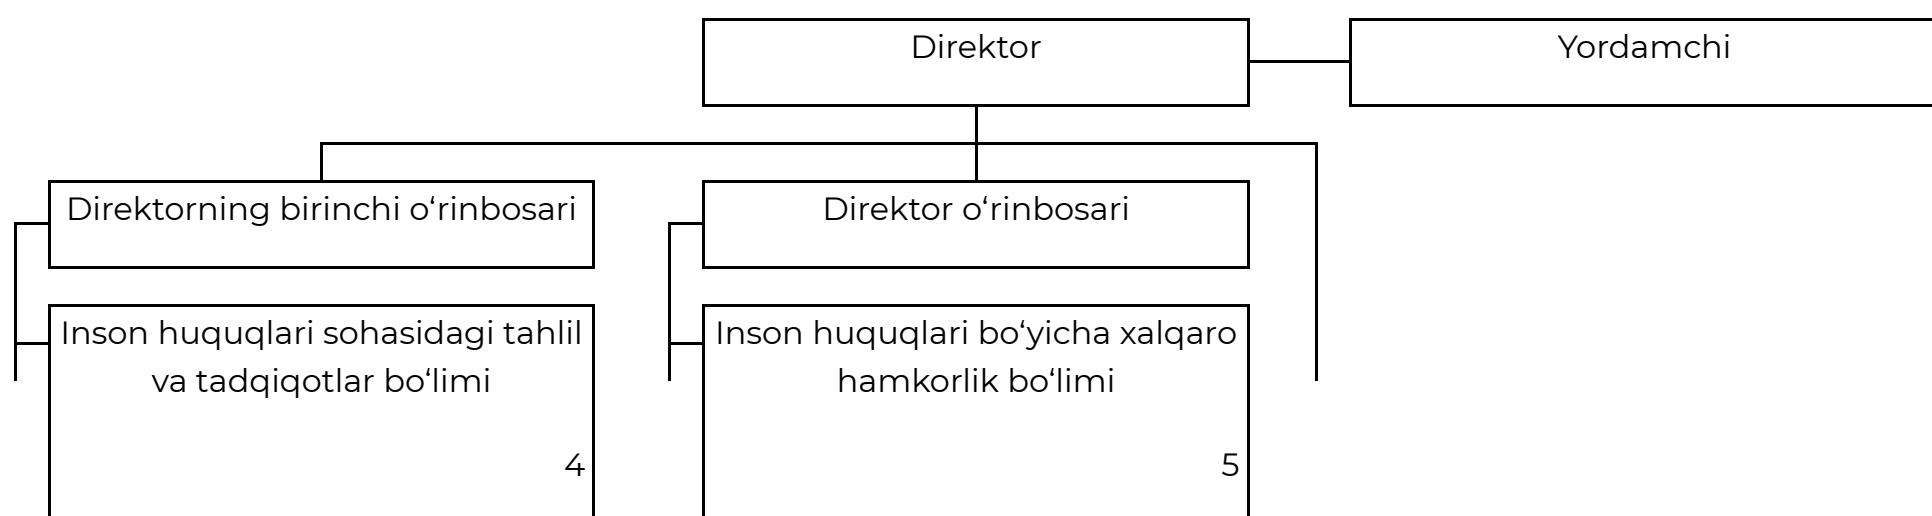 Direktor
Yordamchi
Direktorning birinchi o‘rinbosari
Direktor o‘rinbosari
Inson huquqlari sohasidagi tahlil
va tadqiqotlar bo‘limi
4
Inson huquqlari bo‘yicha xalqaro
hamkorlik bo‘limi
5